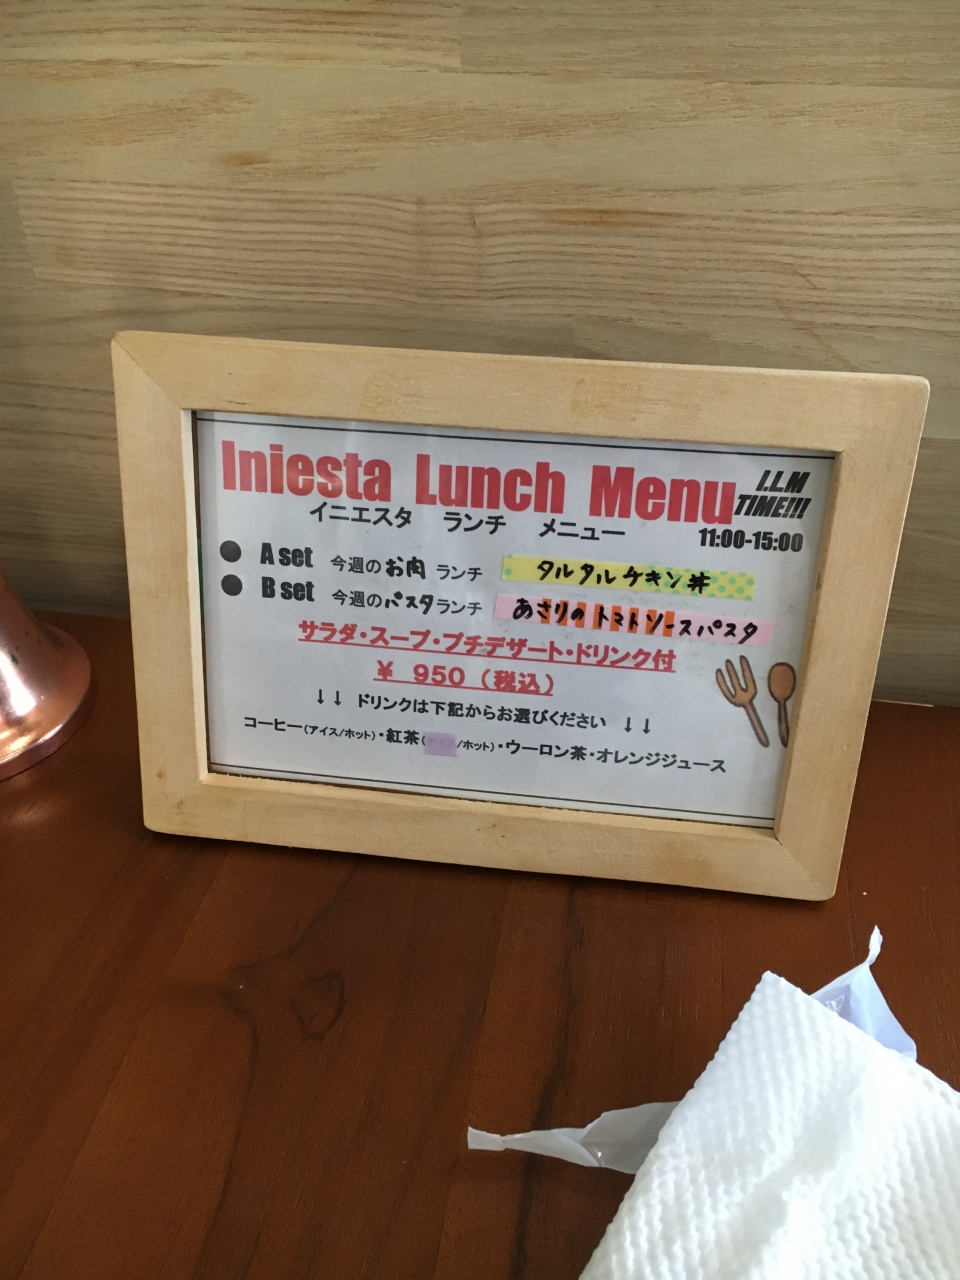 Iniesta Lunch Menu
I.LM
TIME!!!
イニエスタ ランチ メニュー
11:00-15:00
● A set 今週のお肉 ランチ タルタルチキン丼
● B set 今週のパスタランチ あさりのトマトソースパスタ
サラダ・スープ・プチデザート・ドリンク付
¥ 950(税込)
↓↓ ドリンクは下記からお選びください ↓↓
コーヒー(アイス/ホット)・紅茶(アイス/ホット)・ウーロン茶・オレンジジュース